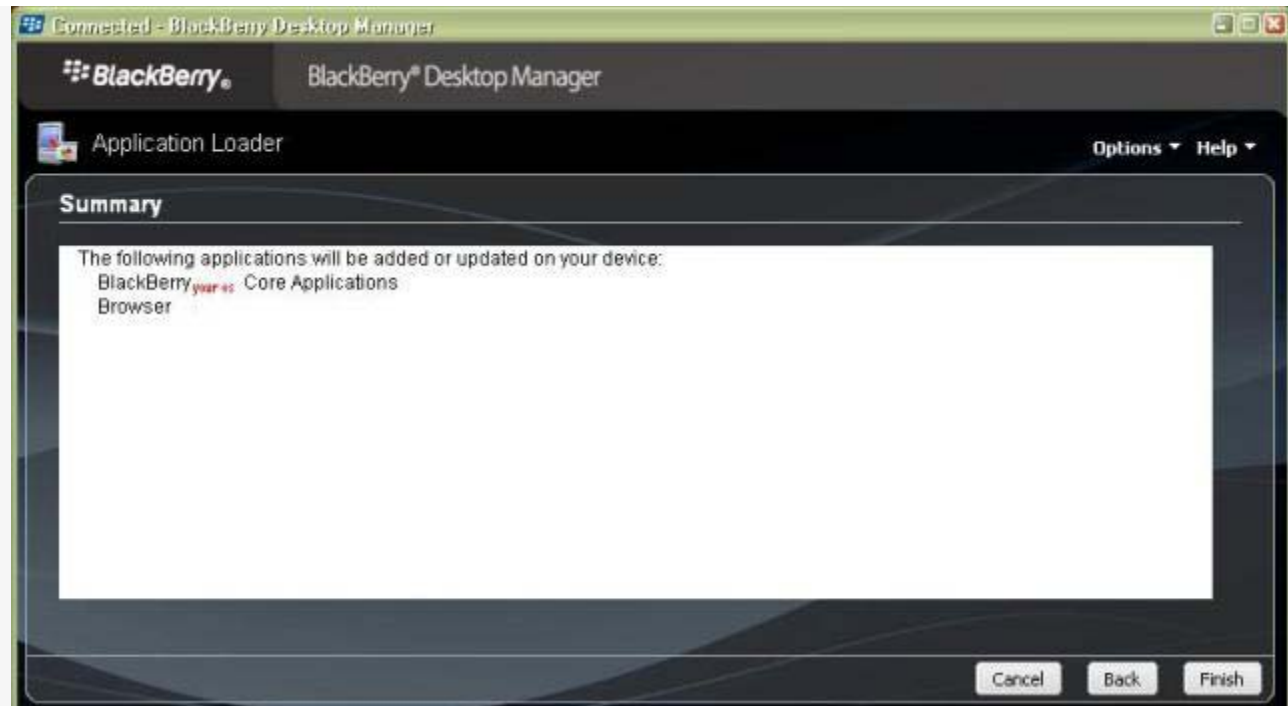 Connected - BlackBerry Desktop Manager
BlackBerry® BlackBerry® Desktop Manager
Application Loader Options Help
Summary
The following applications will be added or updated on your device:
BlackBerry your os Core Applications
Browser
Cancel Back Finish